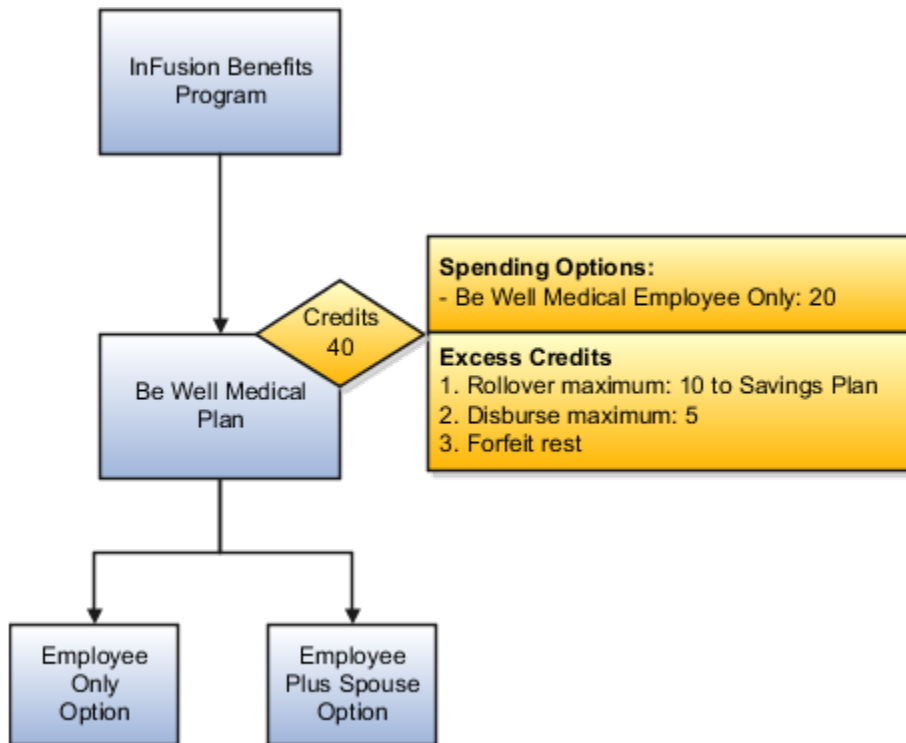 InFusion Benefits
Program
Credits
40
Spending Options:
- Be Well Medical Employee Only: 20
Excess Credits
1. Rollover maximum: 10 to Savings Plan
2. Disburse maximum: 5
3. Forfeit rest
Be Well Medical
Plan
Employee
Only
Option
Employee
Plus Spouse
Option